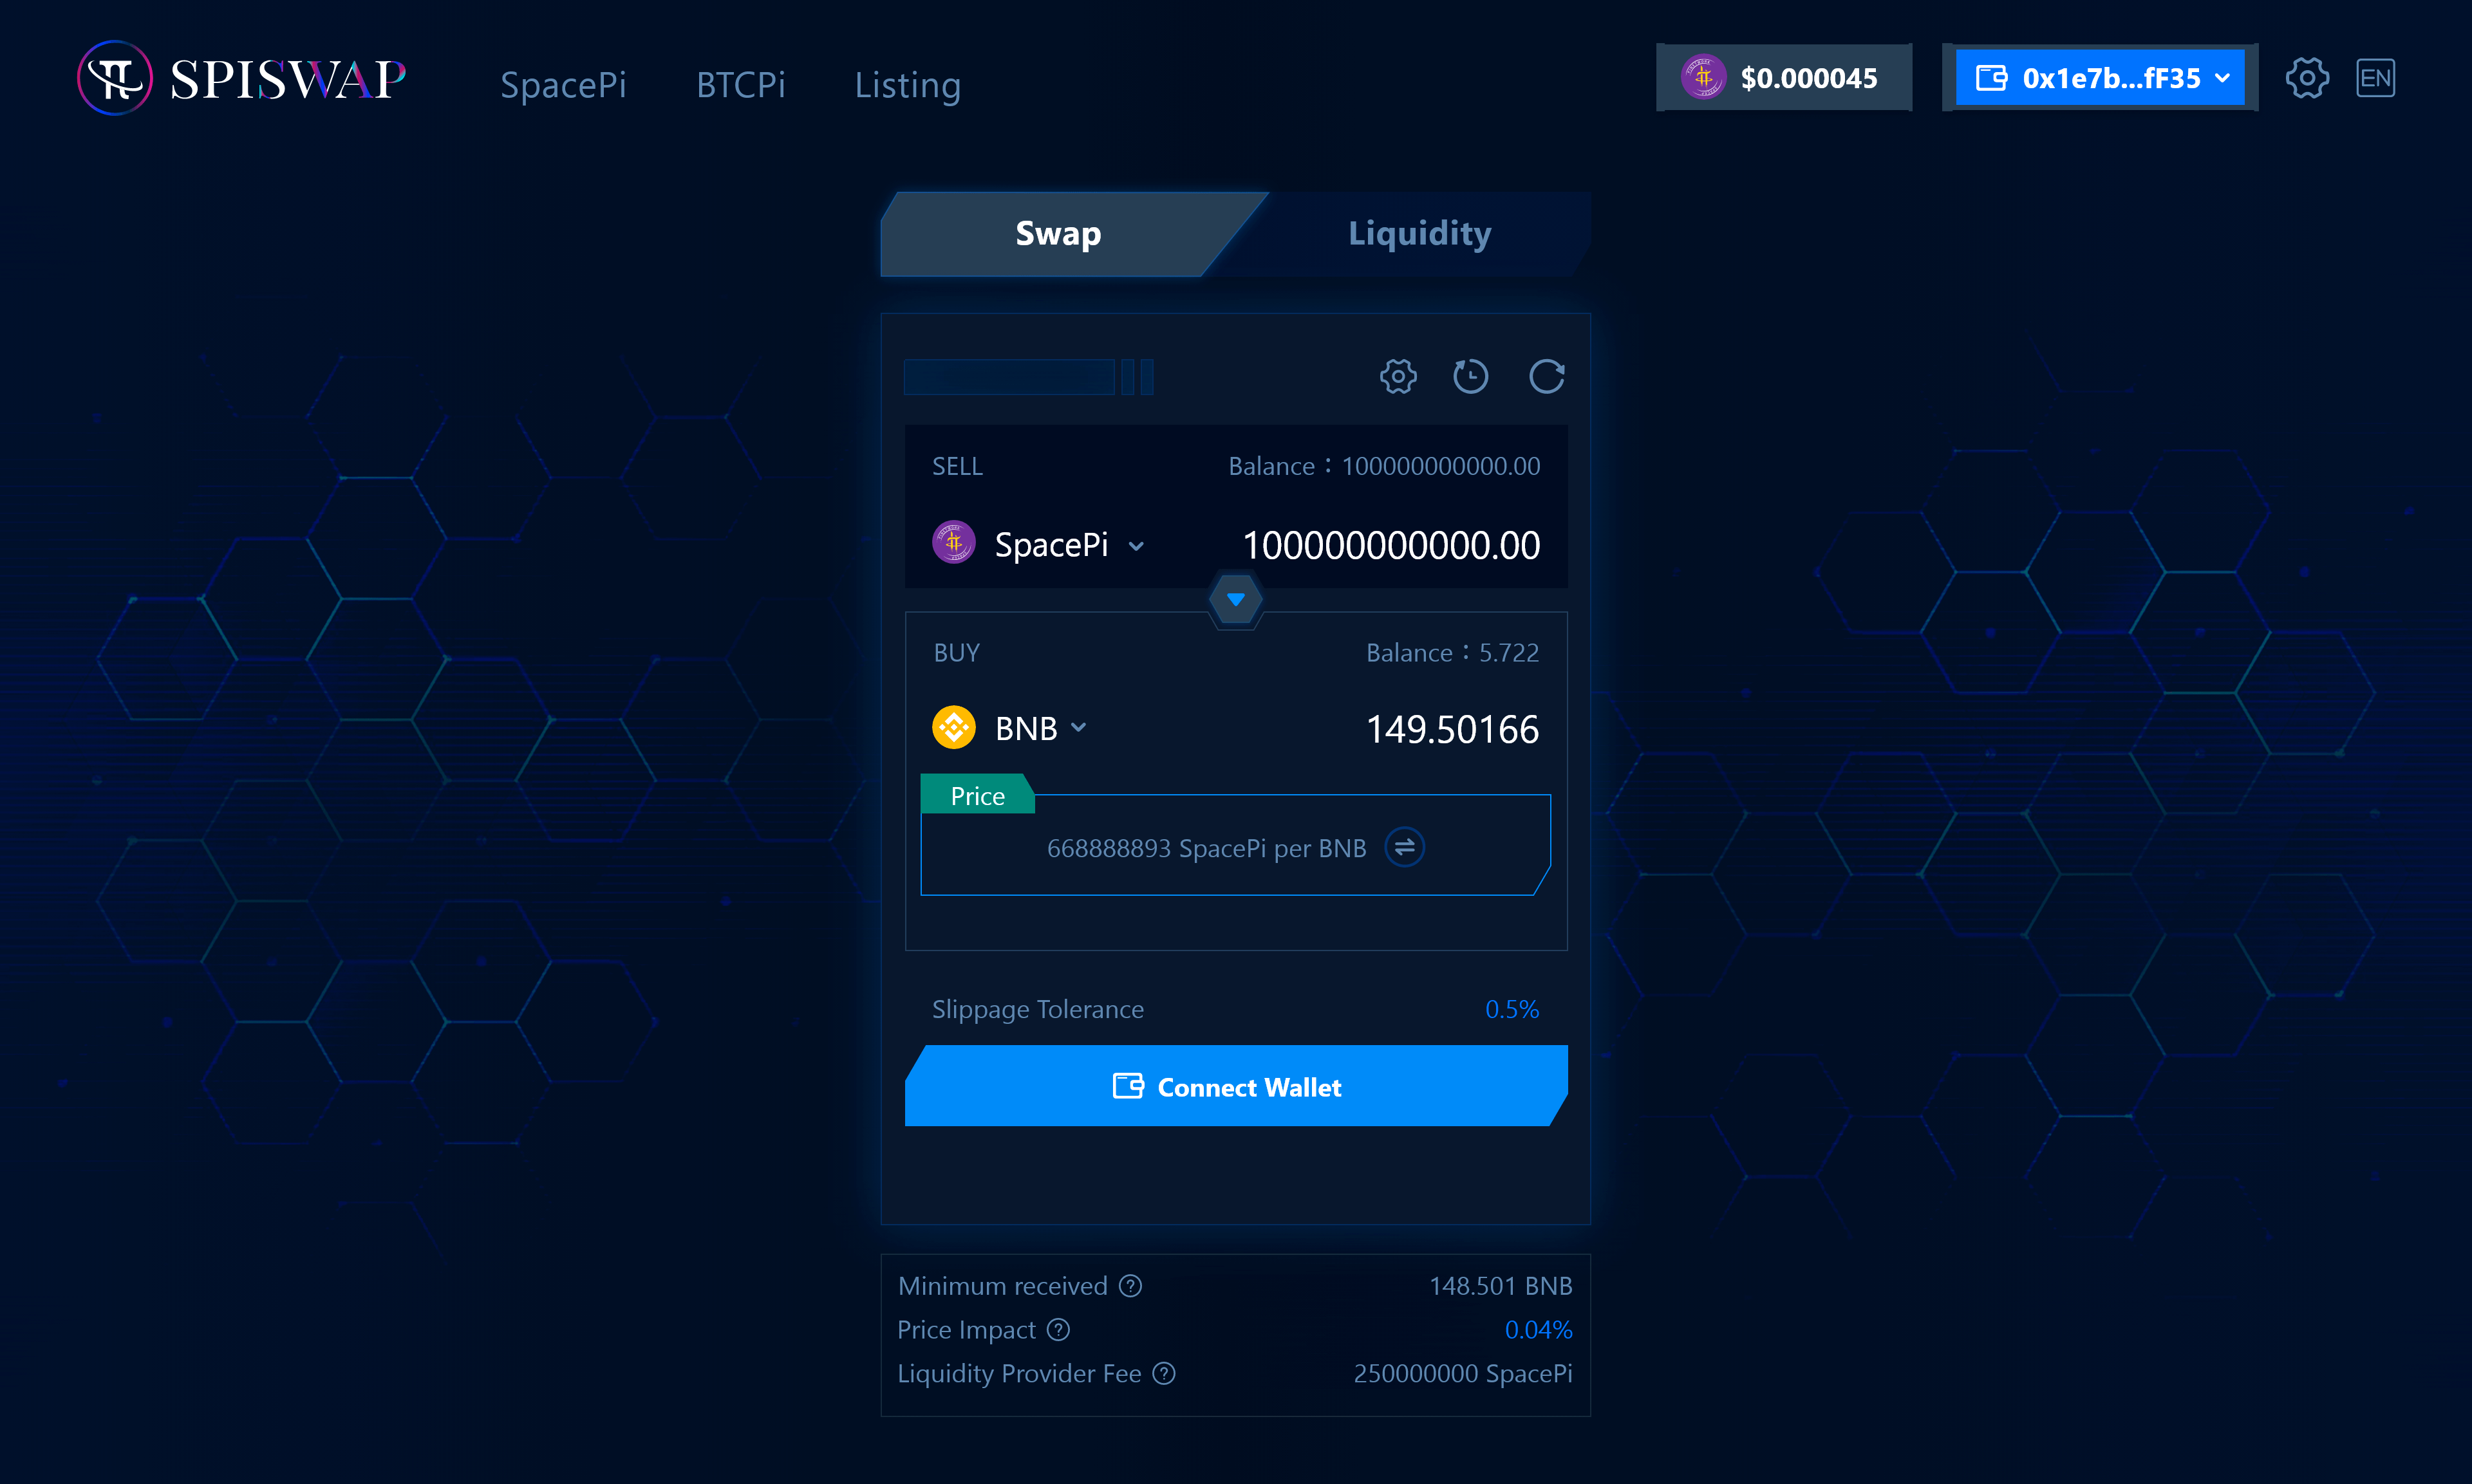 SPISWAP
SpacePi BTCPi Listing
$0.000045
0x1e7b...fF35
EN
Swap Liquidity
SELL Balance：100000000000.00
SpacePi 100000000000.00
BUY Balance：5.722
BNB 149.50166
Price
668888893 SpacePi per BNB
Slippage Tolerance 0.5%
Connect Wallet
Minimum received ? 148.501 BNB
Price Impact ? 0.04%
Liquidity Provider Fee ? 250000000 SpacePi